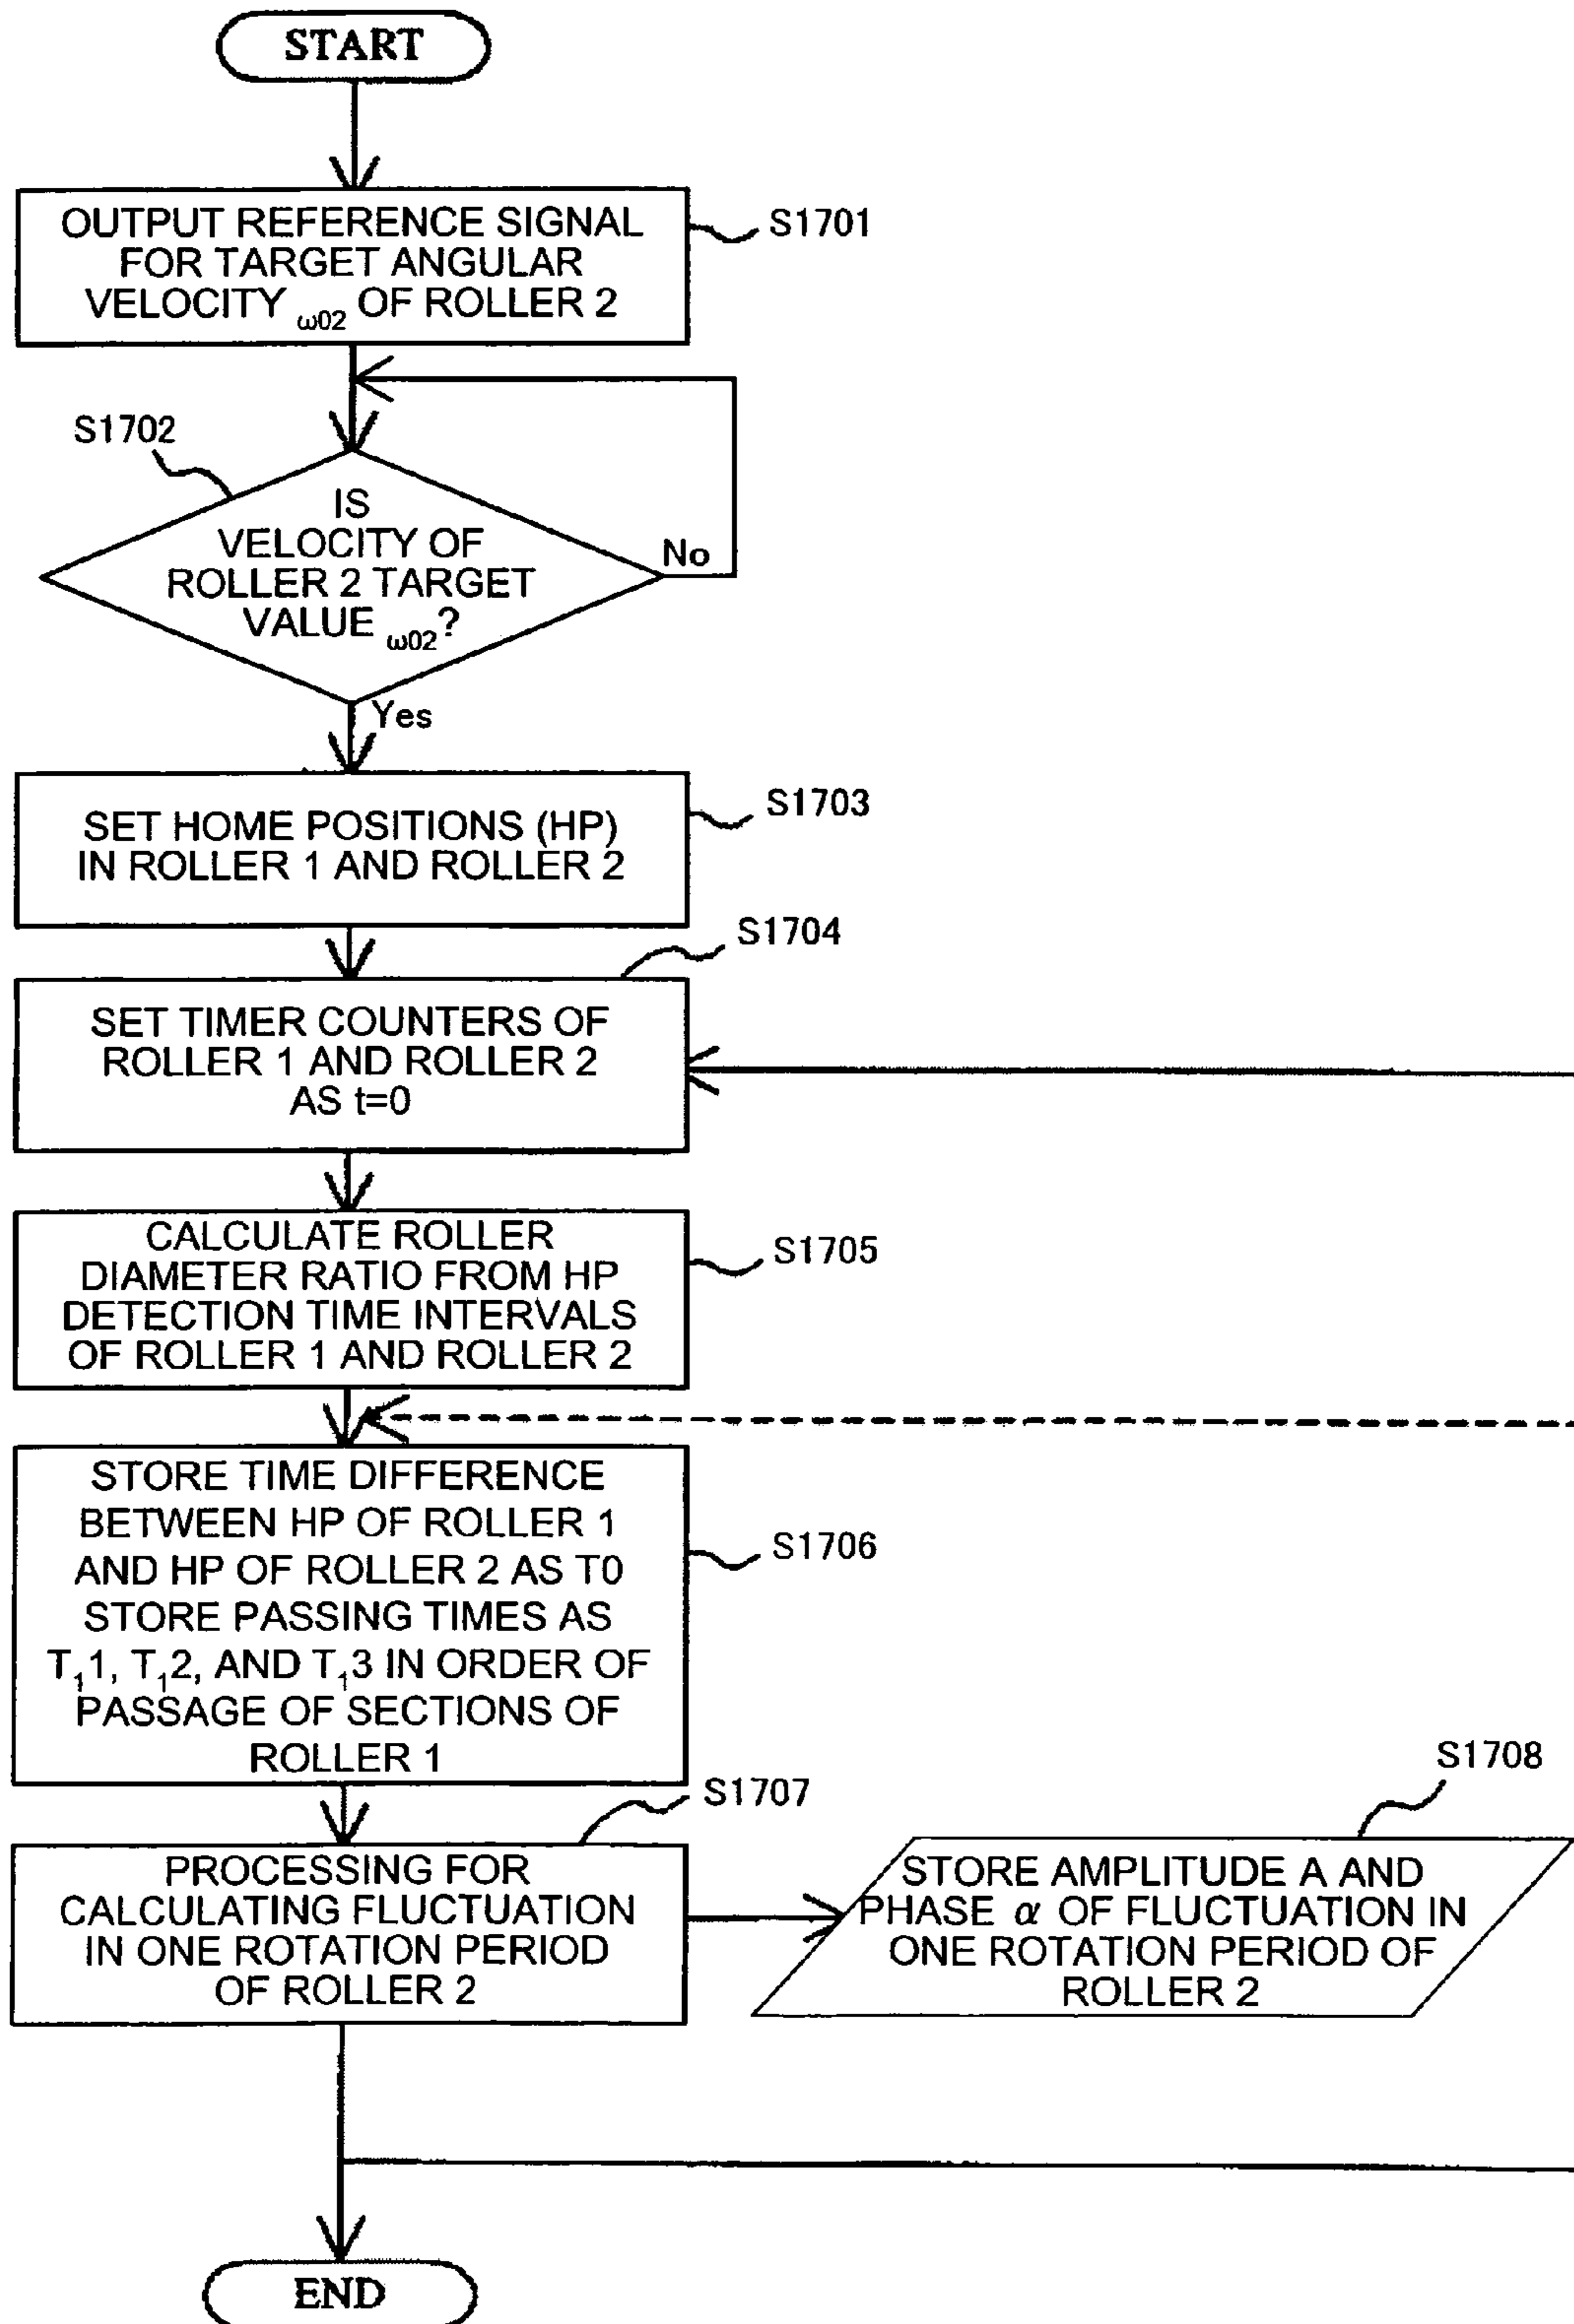 START
OUTPUT REFERENCE SIGNAL
FOR TARGET ANGULAR
VELOCITY ω02 OF ROLLER 2
S1701
S1702
IS
VELOCITY OF
ROLLER 2 TARGET
VALUE ω02?
No
Yes
SET HOME POSITIONS (HP)
IN ROLLER 1 AND ROLLER 2
S1703
S1704
SET TIMER COUNTERS OF
ROLLER 1 AND ROLLER 2
AS t=0
CALCULATE ROLLER
DIAMETER RATIO FROM HP
DETECTION TIME INTERVALS
OF ROLLER 1 AND ROLLER 2
S1705
STORE TIME DIFFERENCE
BETWEEN HP OF ROLLER 1
AND HP OF ROLLER 2 AS T0
STORE PASSING TIMES AS
T₁1, T₁2, AND T₁3 IN ORDER OF
PASSAGE OF SECTIONS OF
ROLLER 1
S1706
S1707
PROCESSING FOR
CALCULATING FLUCTUATION
IN ONE ROTATION PERIOD
OF ROLLER 2
S1708
STORE AMPLITUDE A AND
PHASE α OF FLUCTUATION IN
ONE ROTATION PERIOD OF
ROLLER 2
END